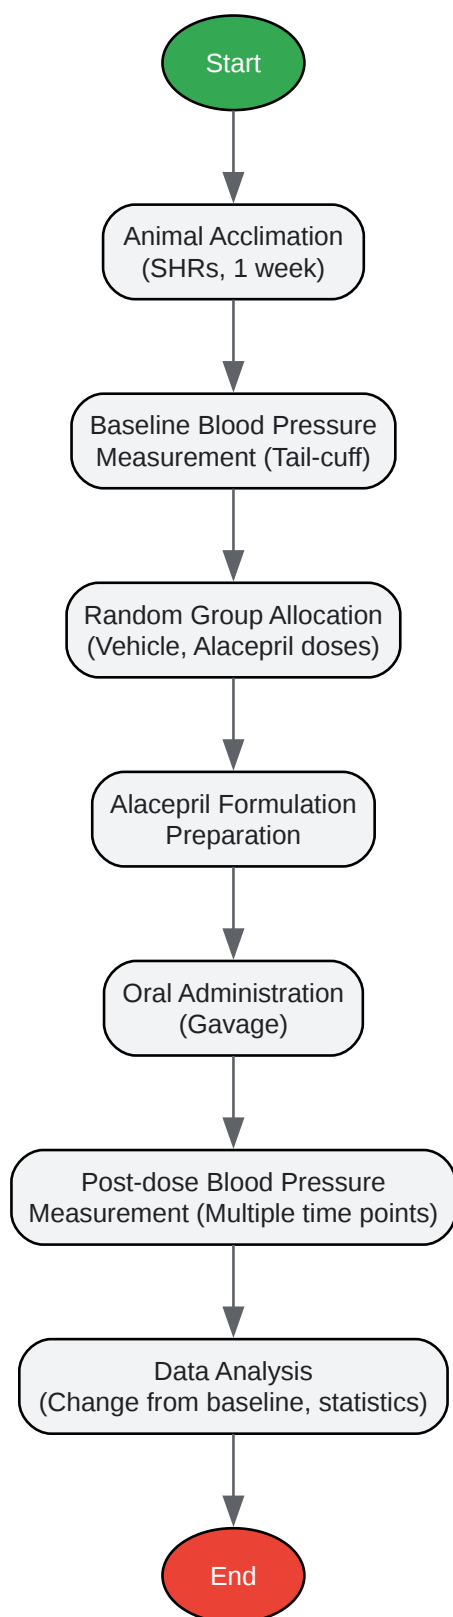 Start
Animal Acclimation
(SHRs, 1 week)
Baseline Blood Pressure
Measurement (Tail-cuff)
Random Group Allocation
(Vehicle, Alacepril doses)
Alacepril Formulation
Preparation
Oral Administration
(Gavage)
Post-dose Blood Pressure
Measurement (Multiple time points)
Data Analysis
(Change from baseline, statistics)
End